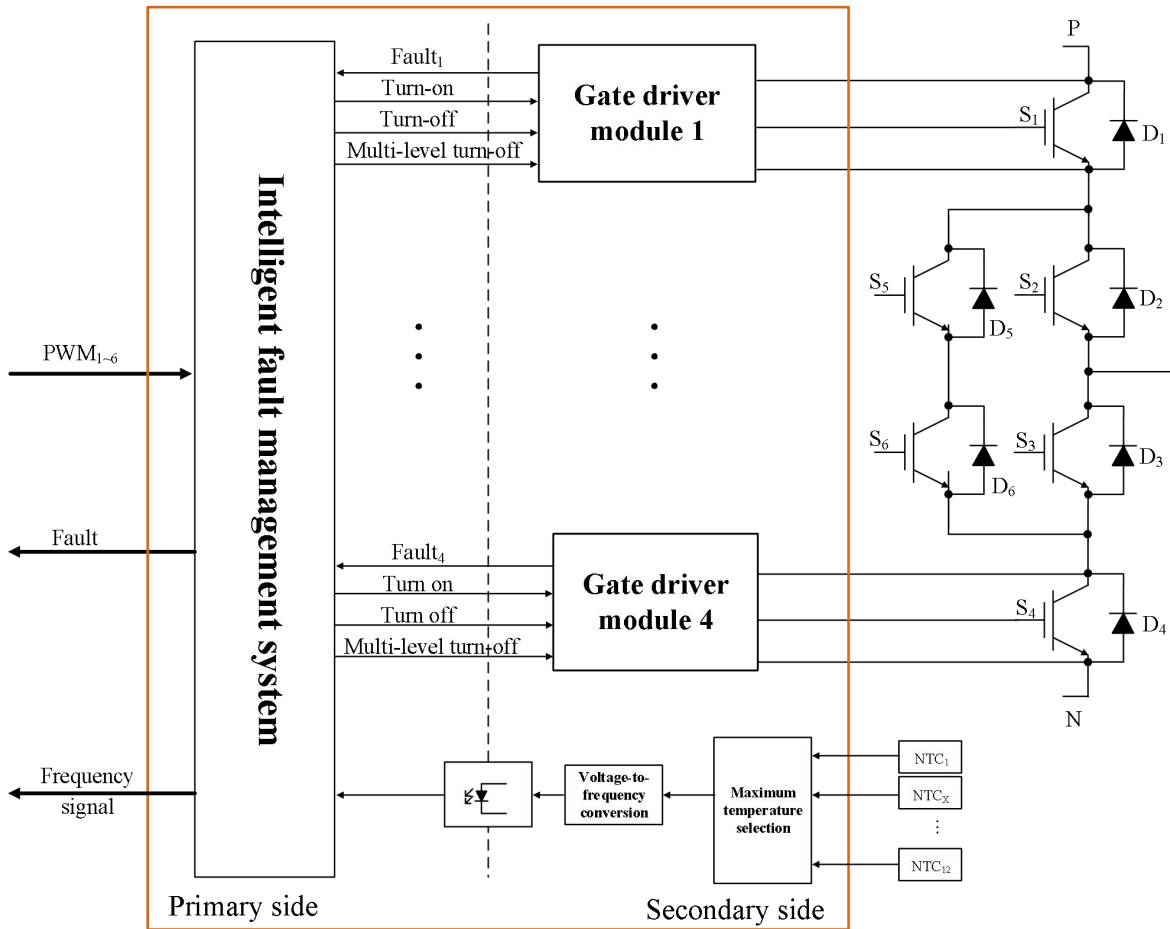 P
Fault₁
Turn-on
Turn-off
Multi-level turn-off
Gate driver
module 1
S₁
D₁
Intelligent fault management
system
S₅
D₅
S₂
D₂
PWM₁~₆
S₆
D₆
S₃
D₃
Fault
Fault₄
Turn on
Turn off
Multi-level turn-off
Gate driver
module 4
S₄
D₄
N
Frequency
signal
Voltage-to-
frequency
conversion
Maximum
temperature
selection
NTC₁
NTCX
⋮
NTC₁₂
Primary side
Secondary side